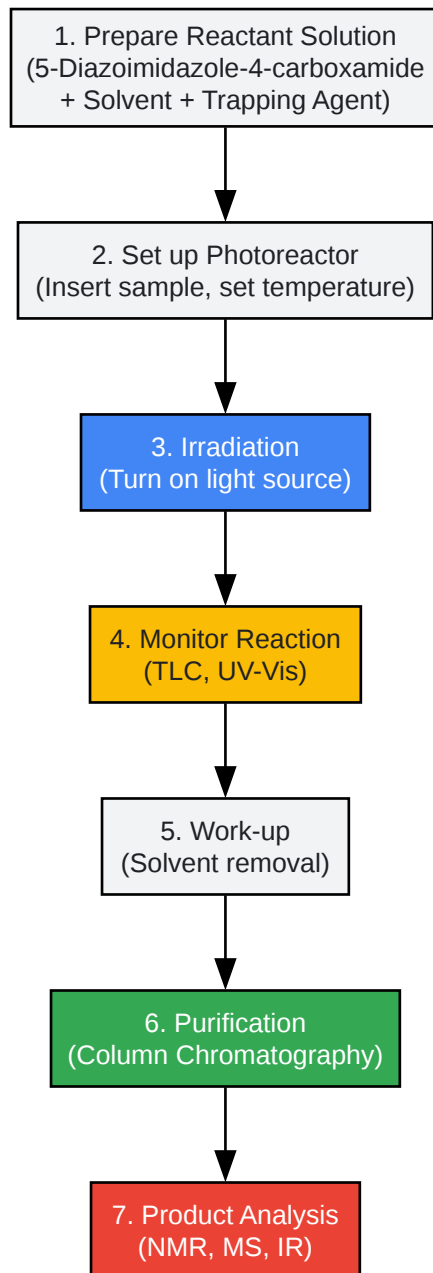 1. Prepare Reactant Solution
(5-Diazoimidazole-4-carboxamide
+ Solvent + Trapping Agent)
2. Set up Photoreactor
(Insert sample, set temperature)
3. Irradiation
(Turn on light source)
4. Monitor Reaction
(TLC, UV-Vis)
5. Work-up
(Solvent removal)
6. Purification
(Column Chromatography)
7. Product Analysis
(NMR, MS, IR)